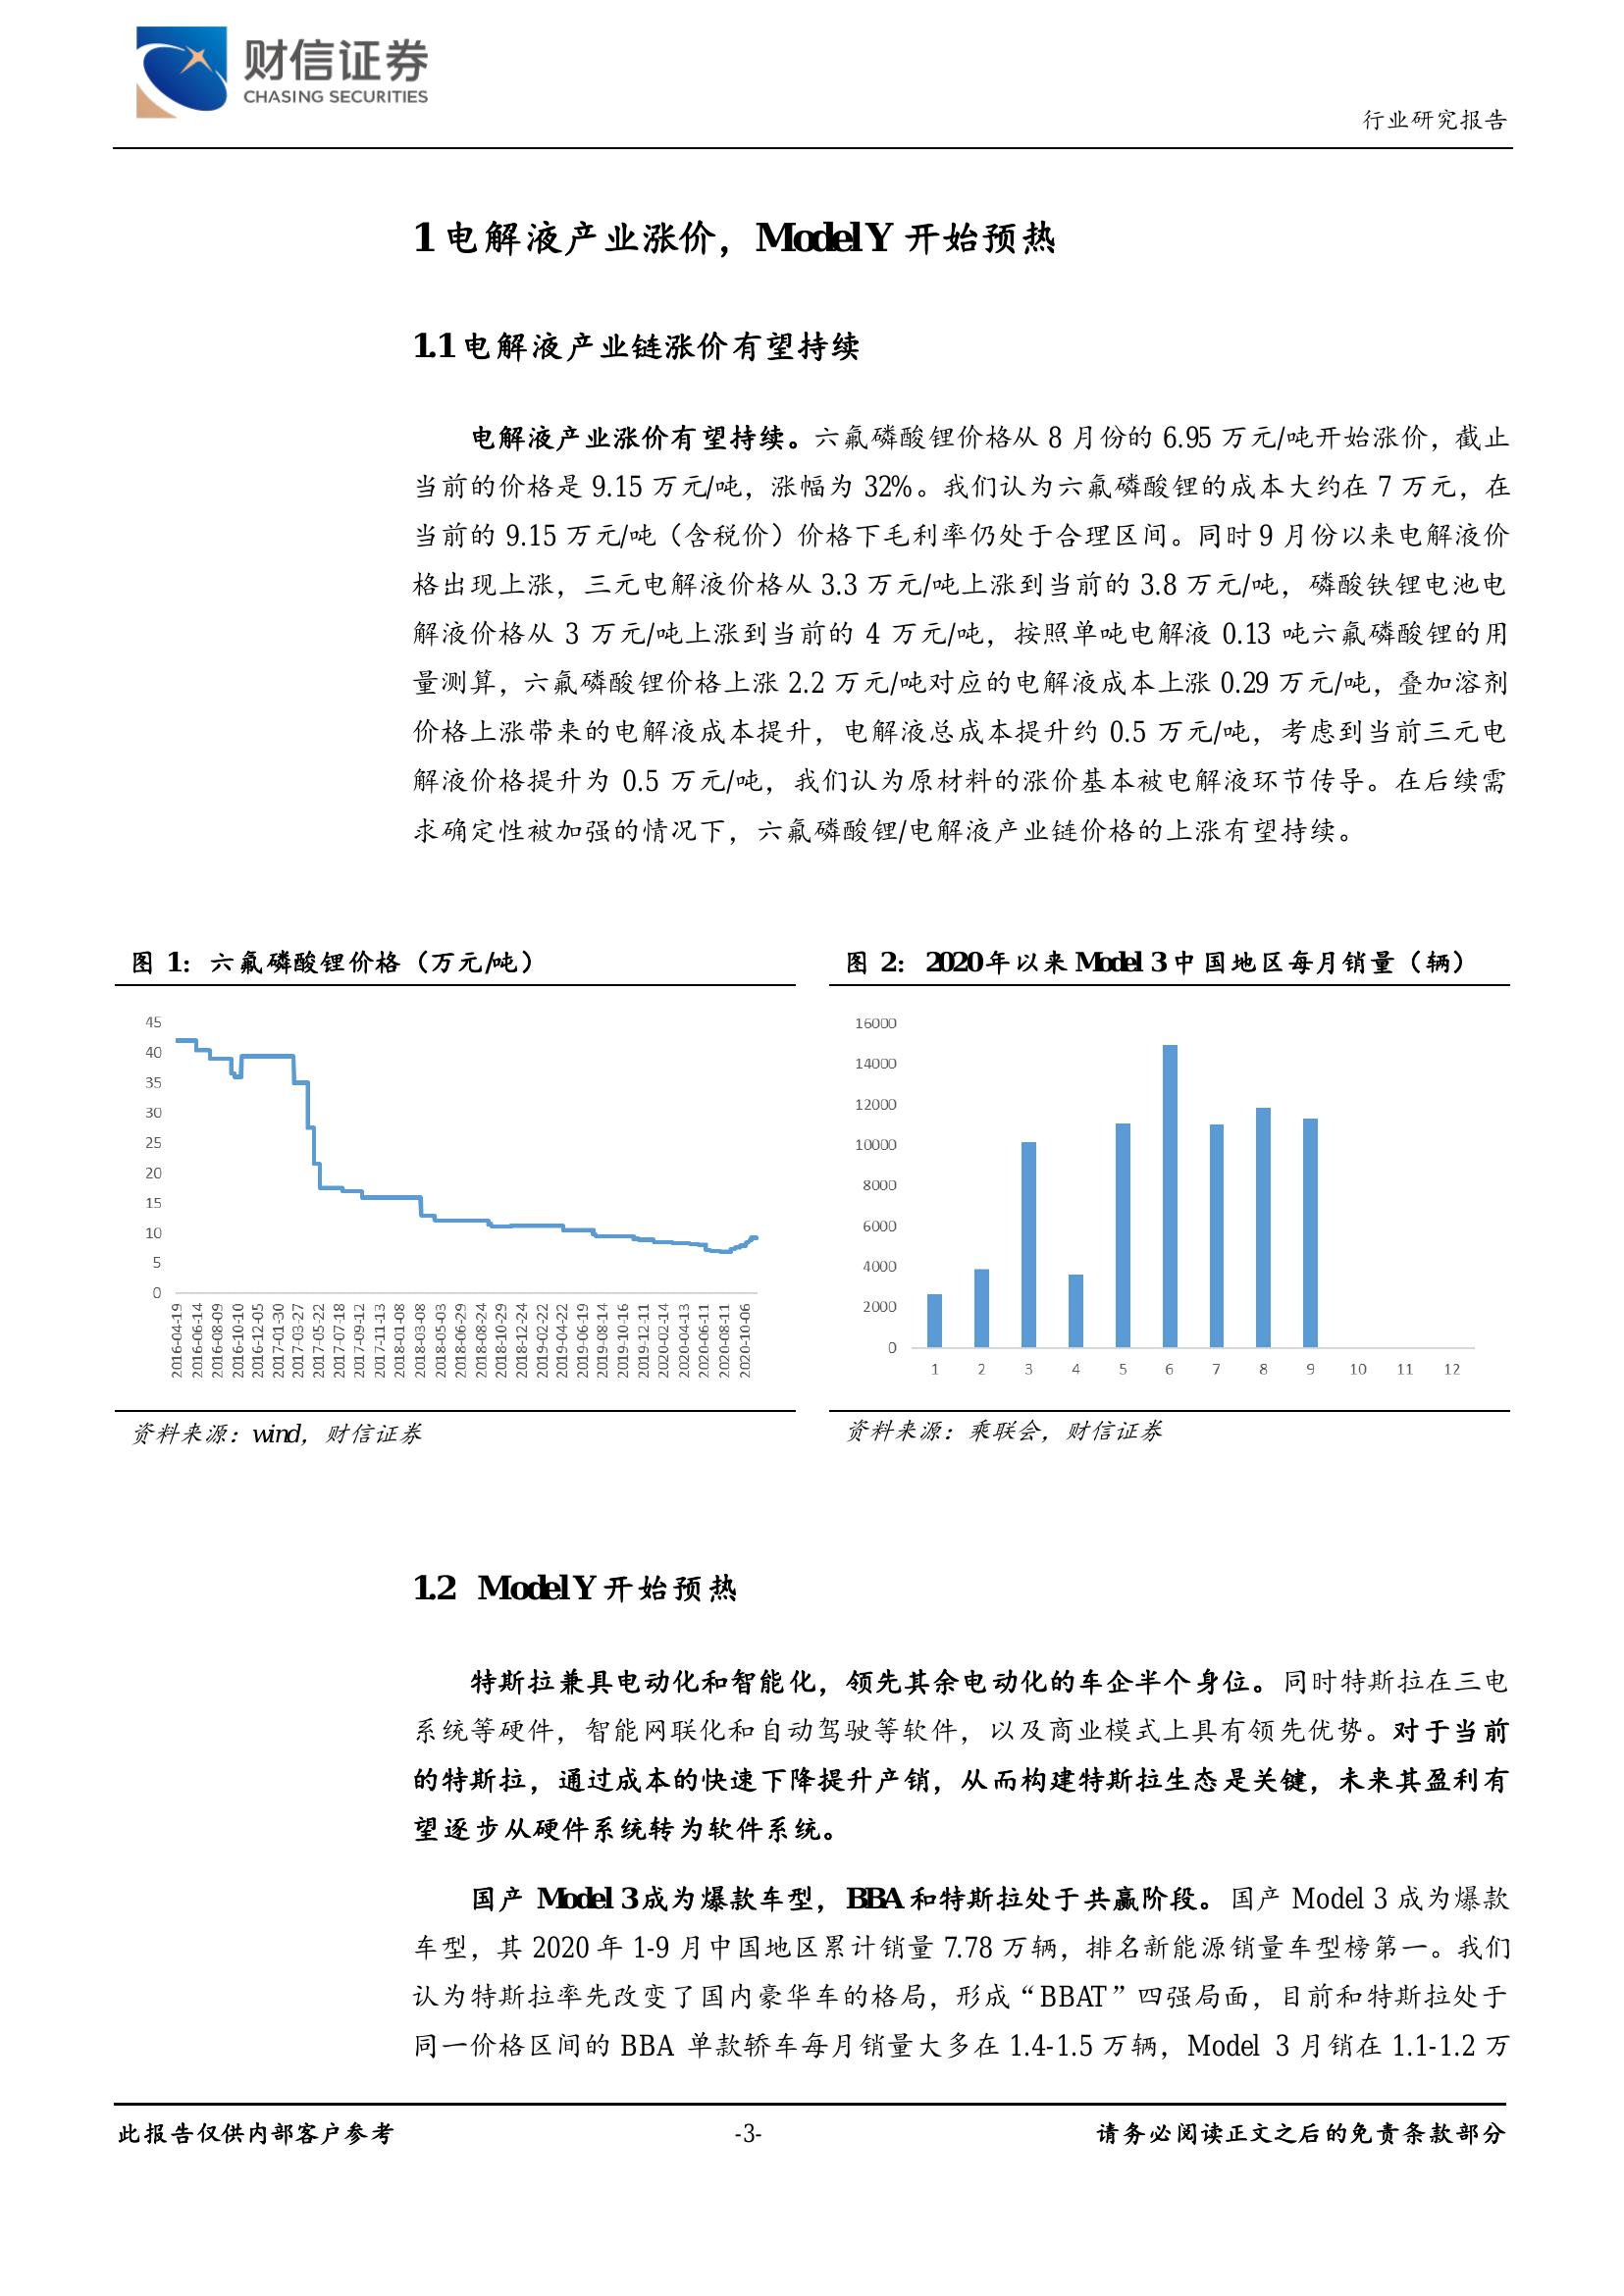 财信证券
CHASING SECURITIES
行业研究报告
1 电解液产业涨价，Model Y 开始预热
1.1 电解液产业链涨价有望持续
电解液产业涨价有望持续。六氟磷酸锂价格从 8 月份的 6.95 万元/吨开始涨价，截止
当前的价格是 9.15 万元/吨，涨幅为 32%。我们认为六氟磷酸锂的成本大约在 7 万元，在
当前的 9.15 万元/吨（含税价）价格下毛利率仍处于合理区间。同时 9 月份以来电解液价
格出现上涨，三元电解液价格从 3.3 万元/吨上涨到当前的 3.8 万元/吨，磷酸铁锂电池电
解液价格从 3 万元/吨上涨到当前的 4 万元/吨，按照单吨电解液 0.13 吨六氟磷酸锂的用
量测算，六氟磷酸锂价格上涨 2.2 万元/吨对应的电解液成本上涨 0.29 万元/吨，叠加溶剂
价格上涨带来的电解液成本提升，电解液总成本提升约 0.5 万元/吨，考虑到当前三元电
解液价格提升为 0.5 万元/吨，我们认为原材料的涨价基本被电解液环节传导。在后续需
求确定性被加强的情况下，六氟磷酸锂/电解液产业链价格的上涨有望持续。
图 1：六氟磷酸锂价格（万元/吨）
45
40
35
30
25
20
15
10
5
0
2016-04-19
2016-06-14
2016-08-09
2016-10-10
2016-12-05
2017-01-30
2017-03-27
2017-05-22
2017-07-18
2017-09-12
2017-11-13
2018-01-08
2018-03-08
2018-05-03
2018-06-29
2018-08-24
2018-10-29
2018-12-24
2019-02-22
2019-04-22
2019-06-19
2019-08-14
2019-10-16
2019-12-11
2020-02-14
2020-04-13
2020-06-11
2020-08-11
2020-10-06
资料来源：wind，财信证券
图 2：2020年以来 Model 3 中国地区每月销量（辆）
16000
14000
12000
10000
8000
6000
4000
2000
0
1 2 3 4 5 6 7 8 9 10 11 12
资料来源：乘联会，财信证券
1.2 Model Y 开始预热
特斯拉兼具电动化和智能化，领先其余电动化的车企半个身位。同时特斯拉在三电
系统等硬件，智能网联化和自动驾驶等软件，以及商业模式上具有领先优势。对于当前
的特斯拉，通过成本的快速下降提升产销，从而构建特斯拉生态是关键，未来其盈利有
望逐步从硬件系统转为软件系统。
国产 Model 3 成为爆款车型，BBA 和特斯拉处于共赢阶段。国产 Model 3 成为爆款
车型，其 2020 年 1-9 月中国地区累计销量 7.78 万辆，排名新能源销量车型榜第一。我们
认为特斯拉率先改变了国内豪华车的格局，形成“BBAT”四强局面，目前和特斯拉处于
同一价格区间的 BBA 单款轿车每月销量大多在 1.4-1.5 万辆，Model 3 月销在 1.1-1.2 万
此报告仅供内部客户参考
-3-
请务必阅读正文之后的免责条款部分